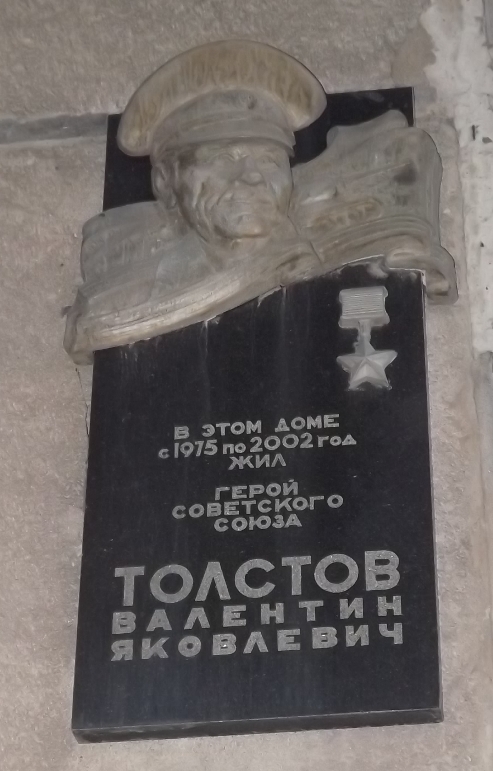 В ЭТОМ ДОМЕ
с 1975 по 2002 год
ЖИЛ
ГЕРОЙ
СОВЕТСКОГО
СОЮЗА
ТОЛСТОВ
ВАЛЕНТИН
ЯКОВЛЕВИЧ